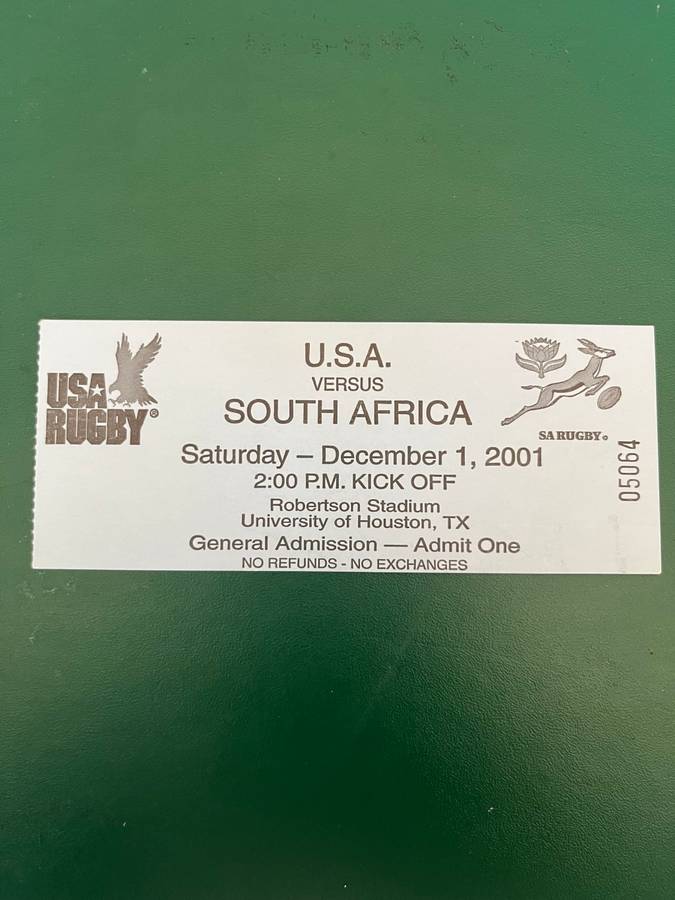 USA
RUGBY®
U.S.A.
VERSUS
SOUTH AFRICA
Saturday – December 1, 2001
2:00 P.M. KICK OFF
Robertson Stadium
University of Houston, TX
General Admission — Admit One
NO REFUNDS - NO EXCHANGES
SA RUGBY
05064